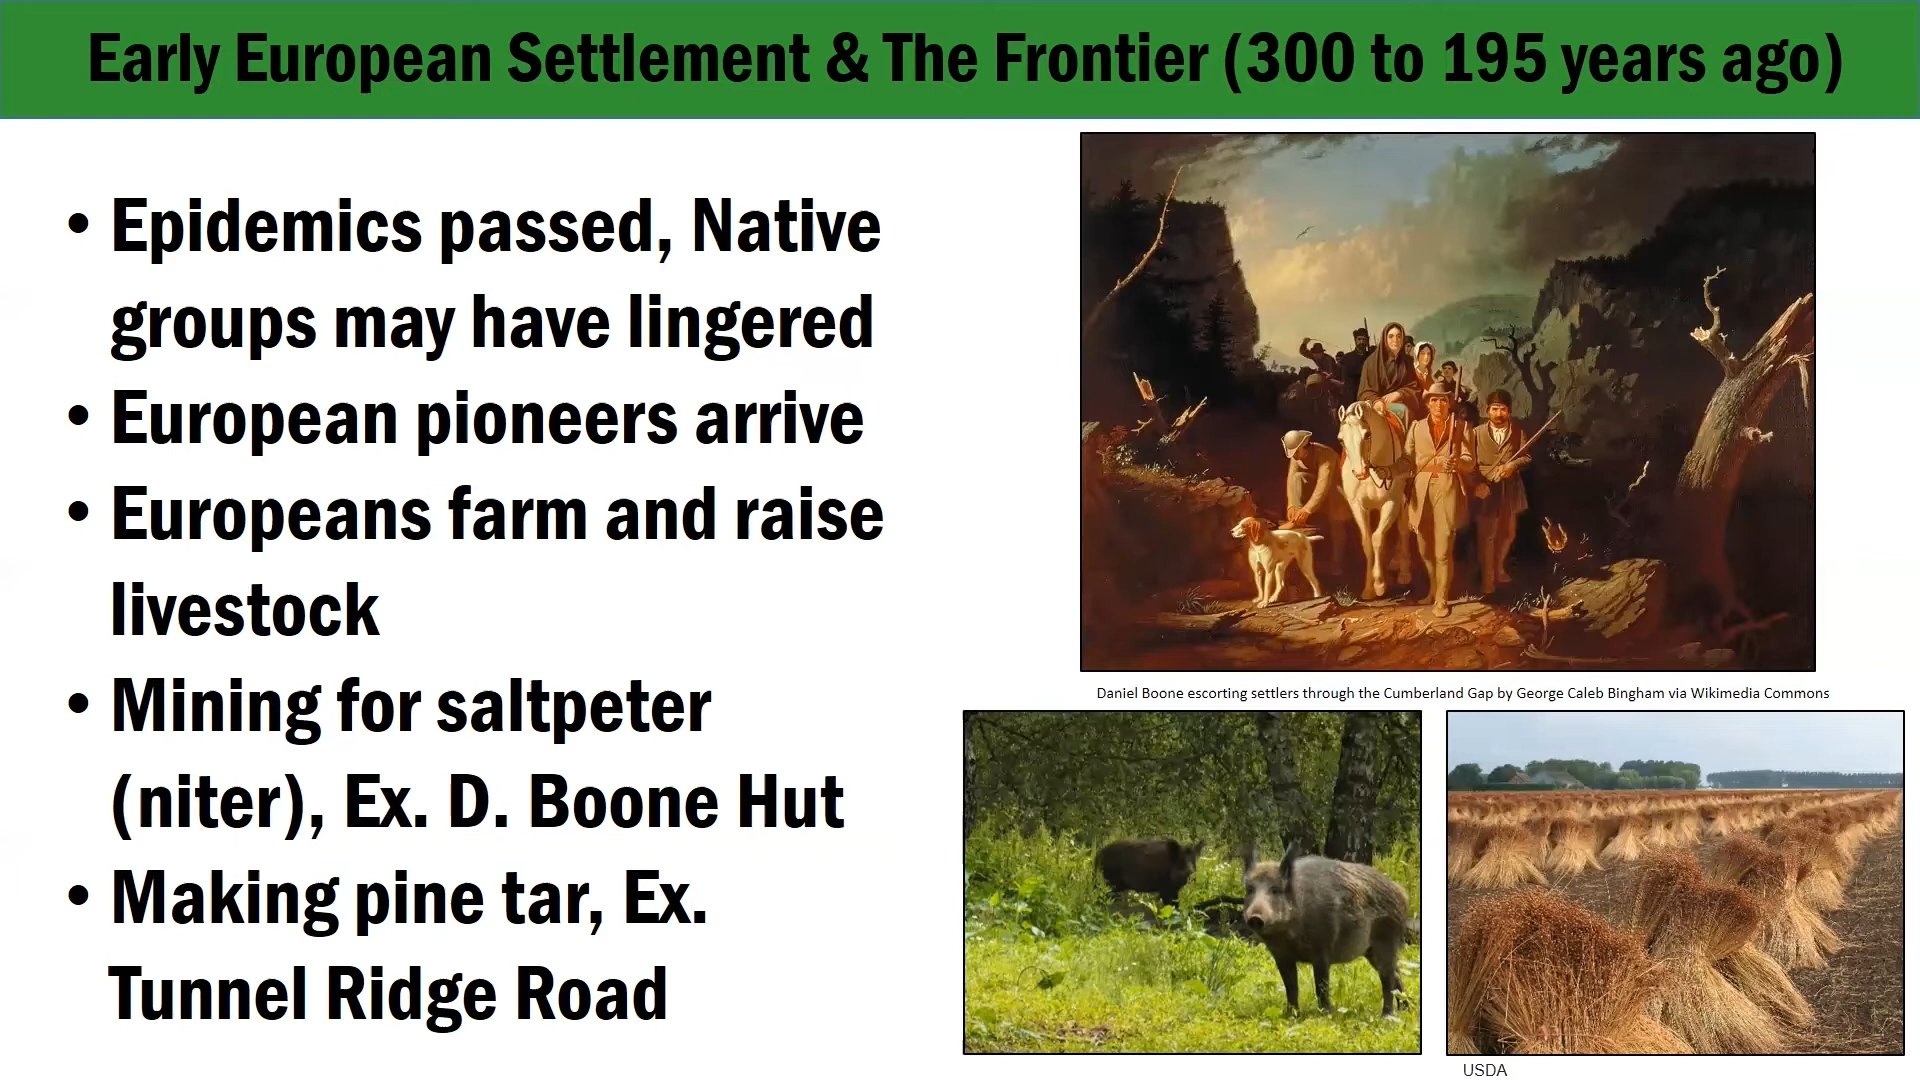 Early European Settlement & The Frontier (300 to 195 years ago)
• Epidemics passed, Native
groups may have lingered
• European pioneers arrive
• Europeans farm and raise
livestock
• Mining for saltpeter
(niter), Ex. D. Boone Hut
• Making pine tar, Ex.
Tunnel Ridge Road
Daniel Boone escorting settlers through the Cumberland Gap by George Caleb Bingham via Wikimedia Commons
USDA